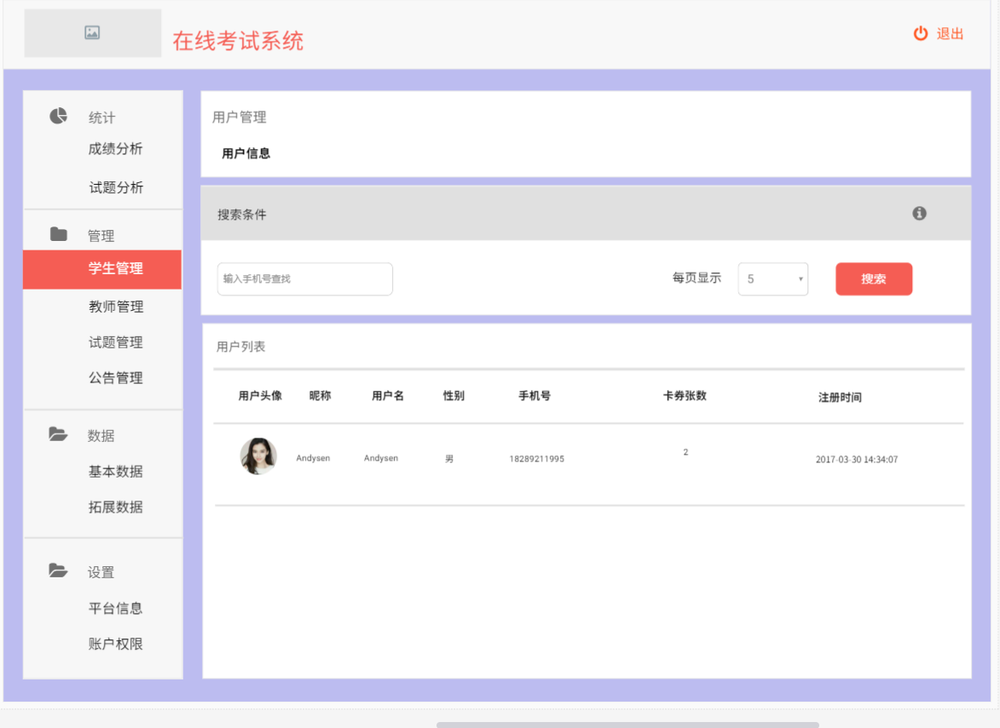 在线考试系统
退出
统计
成绩分析
试题分析
管理
学生管理
教师管理
试题管理
公告管理
数据
基本数据
拓展数据
设置
平台信息
账户权限
用户管理
用户信息
搜索条件
输入手机号查找
每页显示 5 搜索
用户列表
用户头像 昵称 用户名 性别 手机号 卡券张数 注册时间
Andysen Andysen 男 18289211995 2 2017-03-30 14:34:07